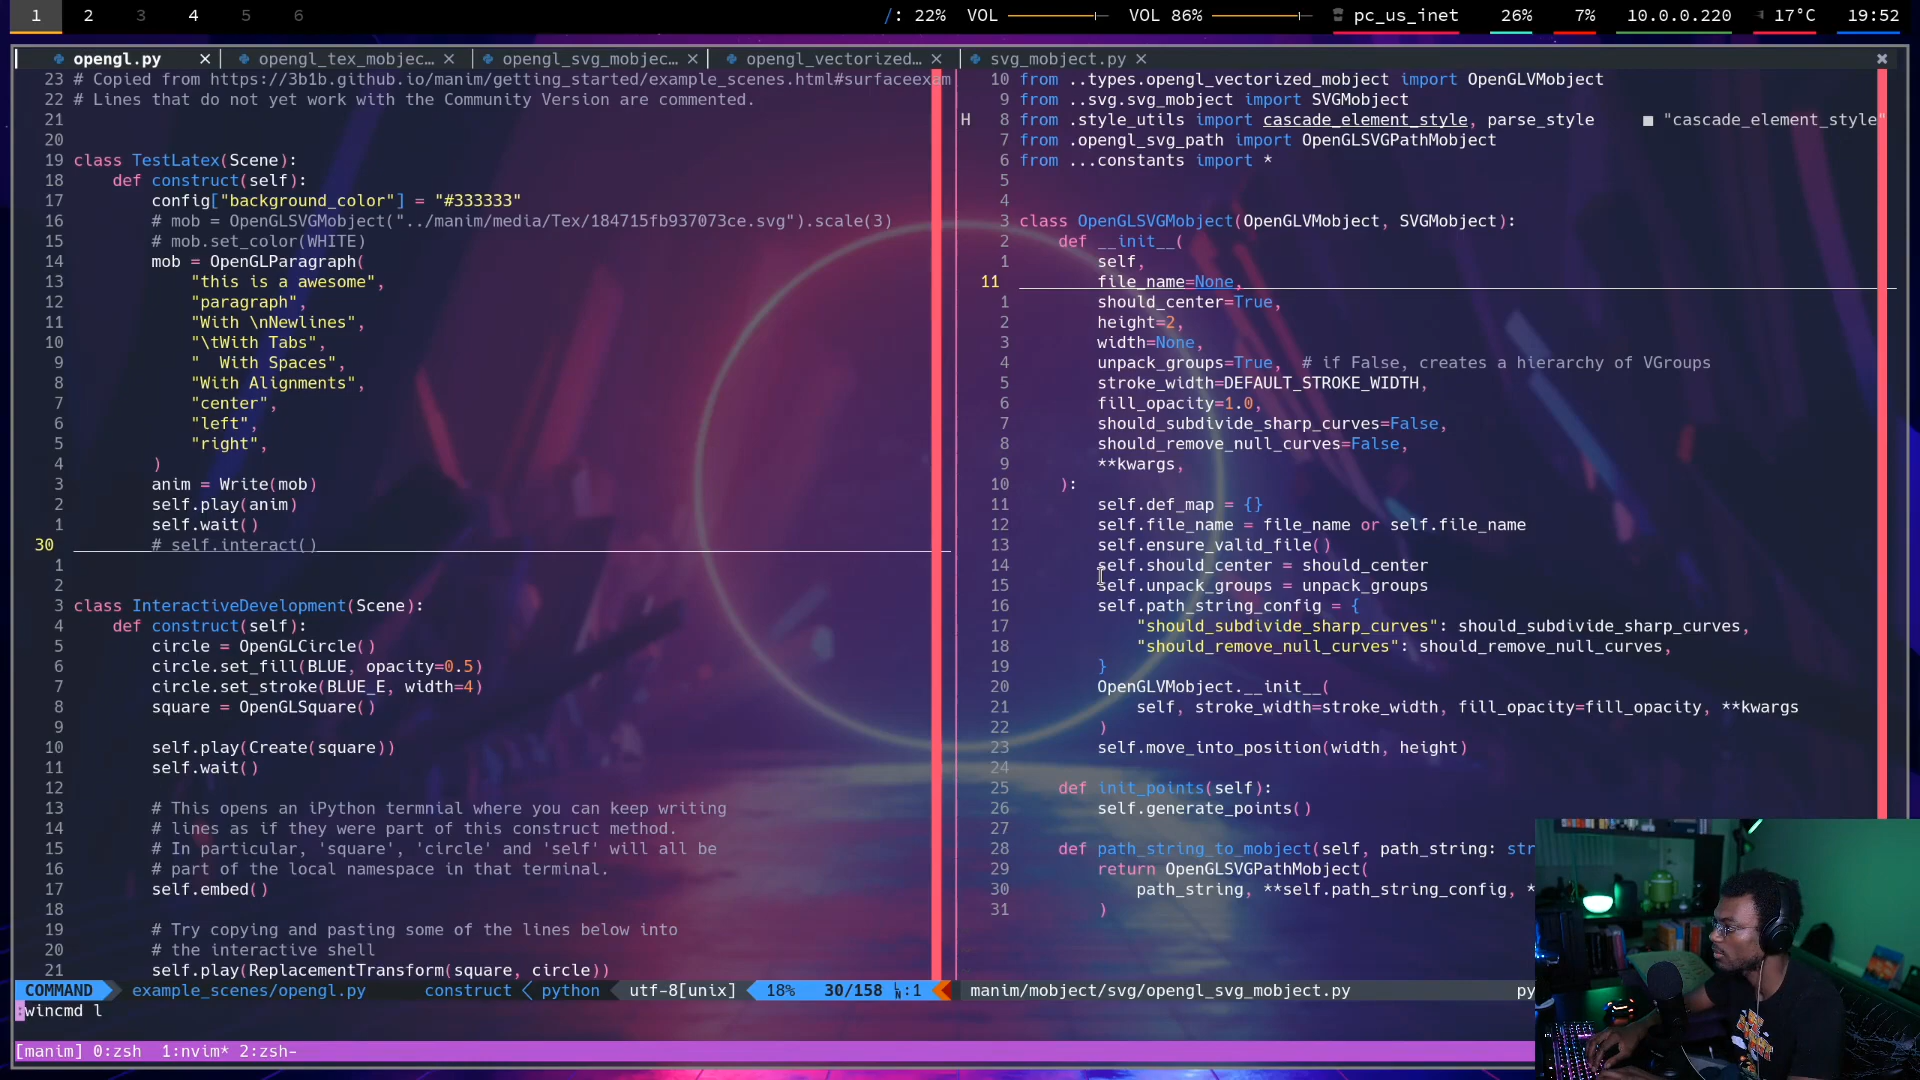 1 2 3 4 5 6 /: 22% VOL VOL 86% pc_us_inet 26% 7% 10.0.0.220 17°C 19:52
opengl.py × opengl_tex_mobjec… × opengl_svg_mobjec… × opengl_vectorized… × svg_mobject.py ×
23 # Copied from https://3b1b.github.io/manim/getting_started/example_scenes.html#surfaceexam
22 # Lines that do not yet work with the Community Version are commented.
21
20
19 class TestLatex(Scene):
18     def construct(self):
17         config["background_color"] = "#333333"
16         # mob = OpenGLSVGMobject("../manim/media/Tex/184715fb937073ce.svg").scale(3)
15         # mob.set_color(WHITE)
14         mob = OpenGLParagraph(
13             "this is a awesome",
12             "paragraph",
11             "With \nNewlines",
10             "\tWith Tabs",
9             "  With Spaces",
8             "With Alignments",
7             "center",
6             "left",
5             "right",
4         )
3         anim = Write(mob)
2         self.play(anim)
1         self.wait()
30         # self.interact()
1
2
3 class InteractiveDevelopment(Scene):
4     def construct(self):
5         circle = OpenGLCircle()
6         circle.set_fill(BLUE, opacity=0.5)
7         circle.set_stroke(BLUE_E, width=4)
8         square = OpenGLSquare()
9
10         self.play(Create(square))
11         self.wait()
12
13         # This opens an iPython termnial where you can keep writing
14         # lines as if they were part of this construct method.
15         # In particular, 'square', 'circle' and 'self' will all be
16         # part of the local namespace in that terminal.
17         self.embed()
18
19         # Try copying and pasting some of the lines below into
20         # the interactive shell
21         self.play(ReplacementTransform(square, circle))
10 from ..types.opengl_vectorized_mobject import OpenGLVMobject
9 from ..svg.svg_mobject import SVGMobject
H 8 from .style_utils import cascade_element_style, parse_style ■ "cascade_element_style"
7 from .opengl_svg_path import OpenGLSVGPathMobject
6 from ...constants import *
5
4
3 class OpenGLSVGMobject(OpenGLVMobject, SVGMobject):
2     def __init__(
1         self,
11         file_name=None,
1         should_center=True,
2         height=2,
3         width=None,
4         unpack_groups=True,  # if False, creates a hierarchy of VGroups
5         stroke_width=DEFAULT_STROKE_WIDTH,
6         fill_opacity=1.0,
7         should_subdivide_sharp_curves=False,
8         should_remove_null_curves=False,
9         **kwargs,
10     ):
11         self.def_map = {}
12         self.file_name = file_name or self.file_name
13         self.ensure_valid_file()
14         self.should_center = should_center
15         self.unpack_groups = unpack_groups
16         self.path_string_config = {
17             "should_subdivide_sharp_curves": should_subdivide_sharp_curves,
18             "should_remove_null_curves": should_remove_null_curves,
19         }
20         OpenGLVMobject.__init__(
21             self, stroke_width=stroke_width, fill_opacity=fill_opacity, **kwargs
22         )
23         self.move_into_position(width, height)
24
25     def init_points(self):
26         self.generate_points()
27
28     def path_string_to_mobject(self, path_string: str
29         return OpenGLSVGPathMobject(
30             path_string, **self.path_string_config, *
31         )
COMMAND example_scenes/opengl.py construct < python utf-8[unix] 18% 30/158 :1 manim/mobject/svg/opengl_svg_mobject.py py
:wincmd l
[manim] 0:zsh 1:nvim* 2:zsh-